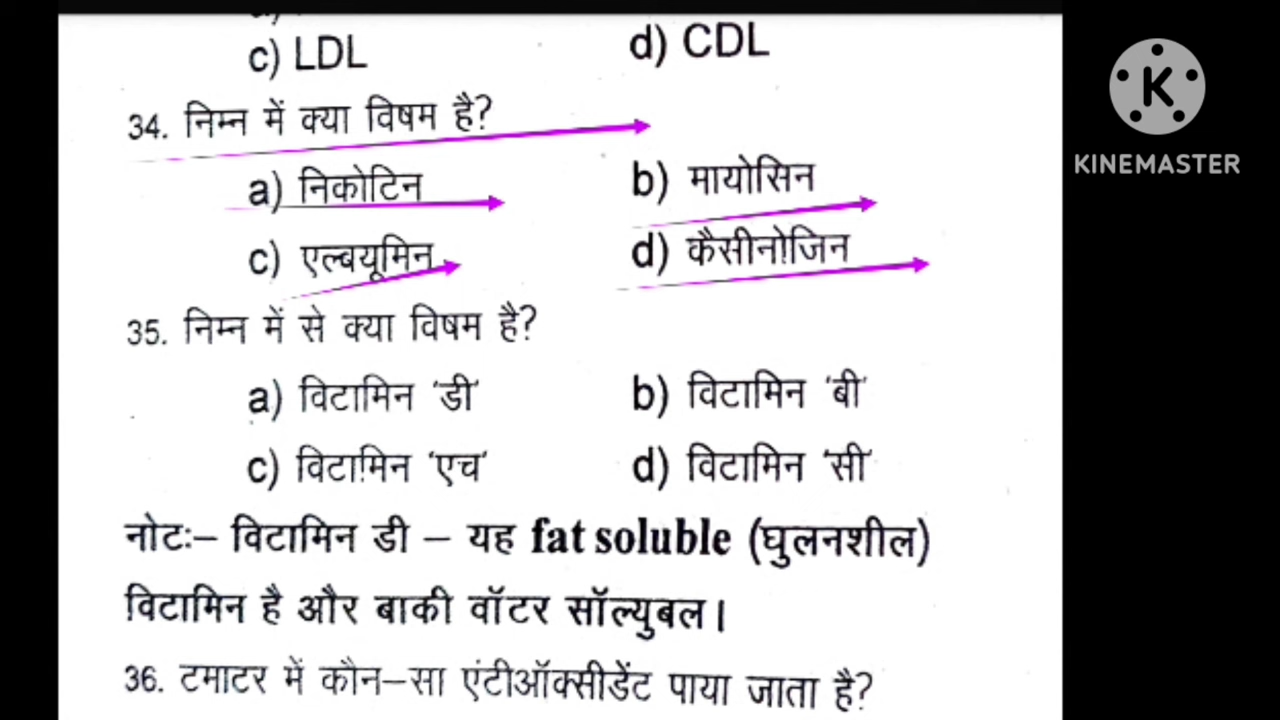 c) LDL d) CDL
34. निम्न में क्या विषम है?
a) निकोटिन b) मायोसिन
c) एल्बयूमिन d) कैसीनोजिन
35. निम्न में से क्या विषम है?
a) विटामिन 'डी' b) विटामिन 'बी'
c) विटामिन 'एच' d) विटामिन 'सी'
नोटः– विटामिन डी – यह fat soluble (घुलनशील)
विटामिन है और बाकी वॉटर सॉल्युबल।
36. टमाटर में कौन–सा एंटीऑक्सीडेंट पाया जाता है?
K
KINEMASTER